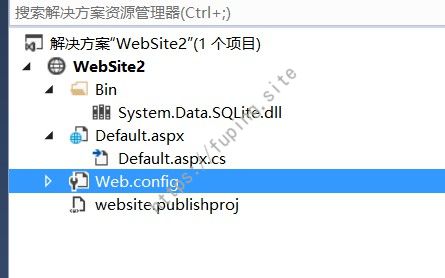 搜索解决方案资源管理器(Ctrl+;)
解决方案"WebSite2"(1 个项目)
WebSite2
Bin
System.Data.SQLite.dll
Default.aspx
Default.aspx.cs
Web.config
website.publishproj
https://fupim.site